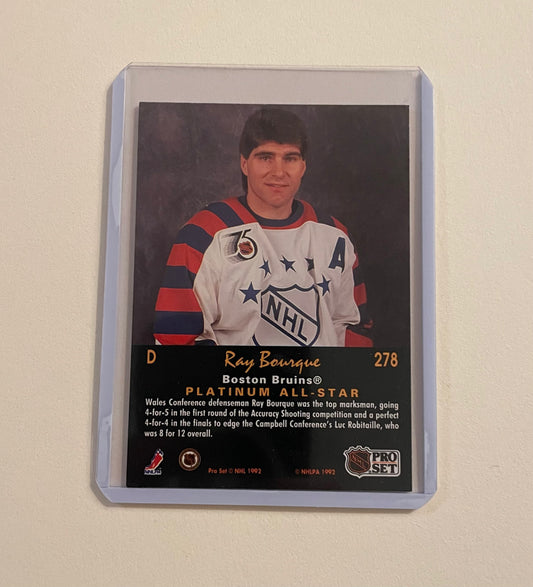 75
A
NHL
D Ray Bourque 278
Boston Bruins®
PLATINUM ALL-STAR
Wales Conference defenseman Ray Bourque was the top marksman, going
4-for-5 in the first round of the Accuracy Shooting competition and a perfect
4-for-4 in the finals to edge the Campbell Conference's Luc Robitaille, who
was 8 for 12 overall.
Pro Set © NHL 1992 © NHLPA 1992
NHLPA
PRO
SET